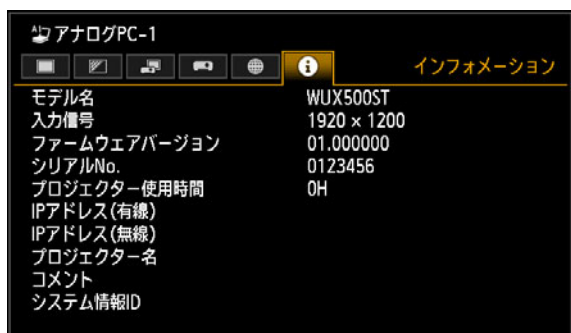 アナログPC-1
インフォメーション
モデル名 WUX500ST
入力信号 1920 × 1200
ファームウェアバージョン 01.000000
シリアルNo. 0123456
プロジェクター使用時間 0H
IPアドレス(有線)
IPアドレス(無線)
プロジェクター名
コメント
システム情報ID